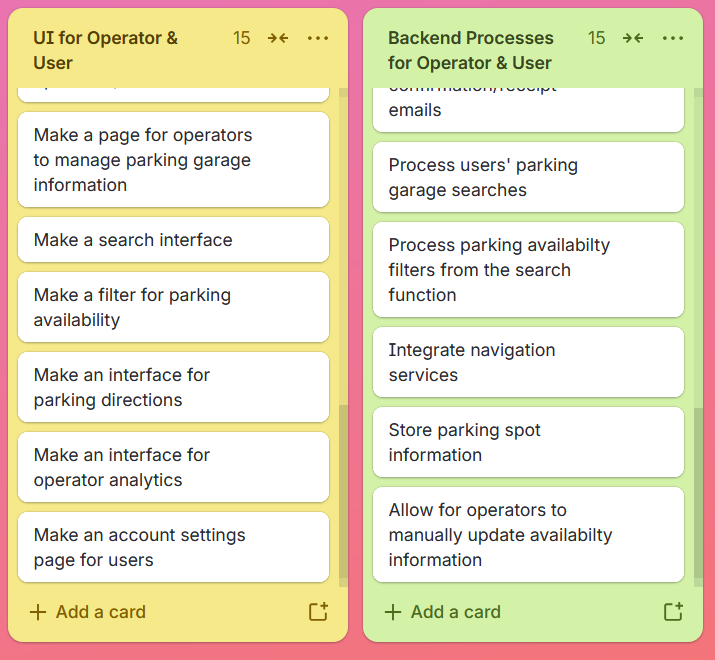 UI for Operator &
User
15
Make a page for operators
to manage parking garage
information
Make a search interface
Make a filter for parking
availability
Make an interface for
parking directions
Make an interface for
operator analytics
Make an account settings
page for users
Add a card
Backend Processes
for Operator & User
15
confirmation/receipt
emails
Process users' parking
garage searches
Process parking availabilty
filters from the search
function
Integrate navigation
services
Store parking spot
information
Allow for operators to
manually update availabilty
information
Add a card